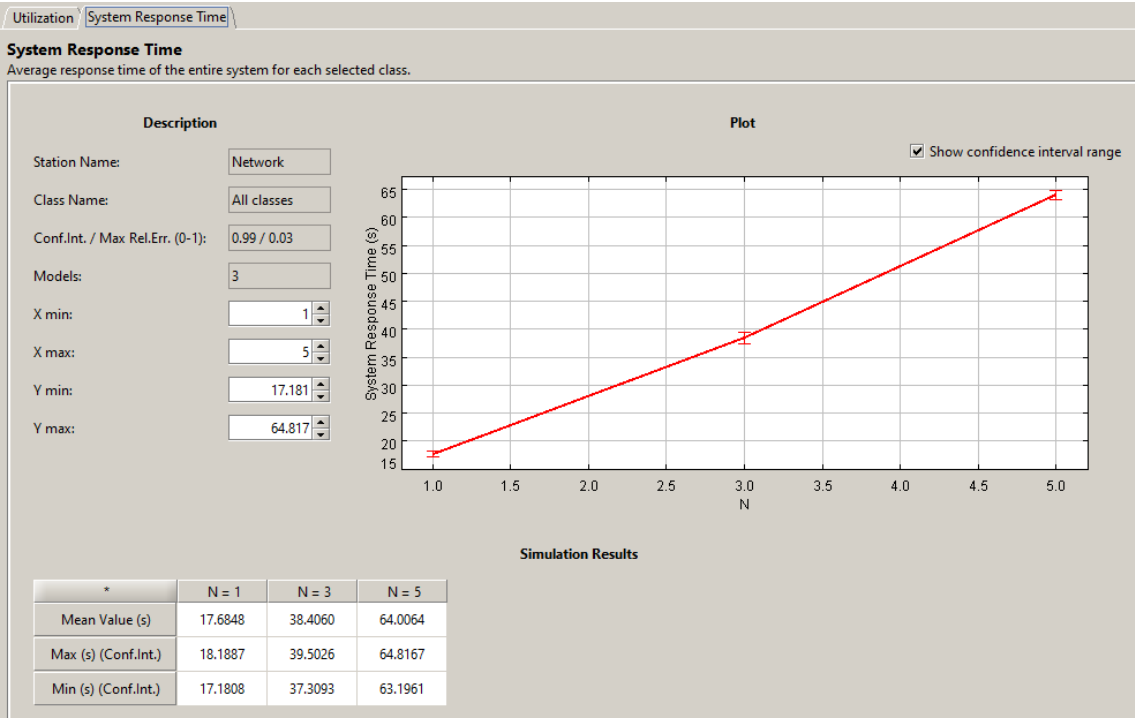 Utilization System Response Time
System Response Time
Average response time of the entire system for each selected class.
Description
Station Name: Network
Class Name: All classes
Conf.Int. / Max Rel.Err. (0-1): 0.99 / 0.03
Models: 3
X min: 1
X max: 5
Y min: 17.181
Y max: 64.817
Plot
Show confidence interval range
System Response Time (s)
65
60
55
50
45
40
35
30
25
20
15
1.0 1.5 2.0 2.5 3.0 3.5 4.0 4.5 5.0
N
Simulation Results
* N = 1 N = 3 N = 5
Mean Value (s) 17.6848 38.4060 64.0064
Max (s) (Conf.Int.) 18.1887 39.5026 64.8167
Min (s) (Conf.Int.) 17.1808 37.3093 63.1961